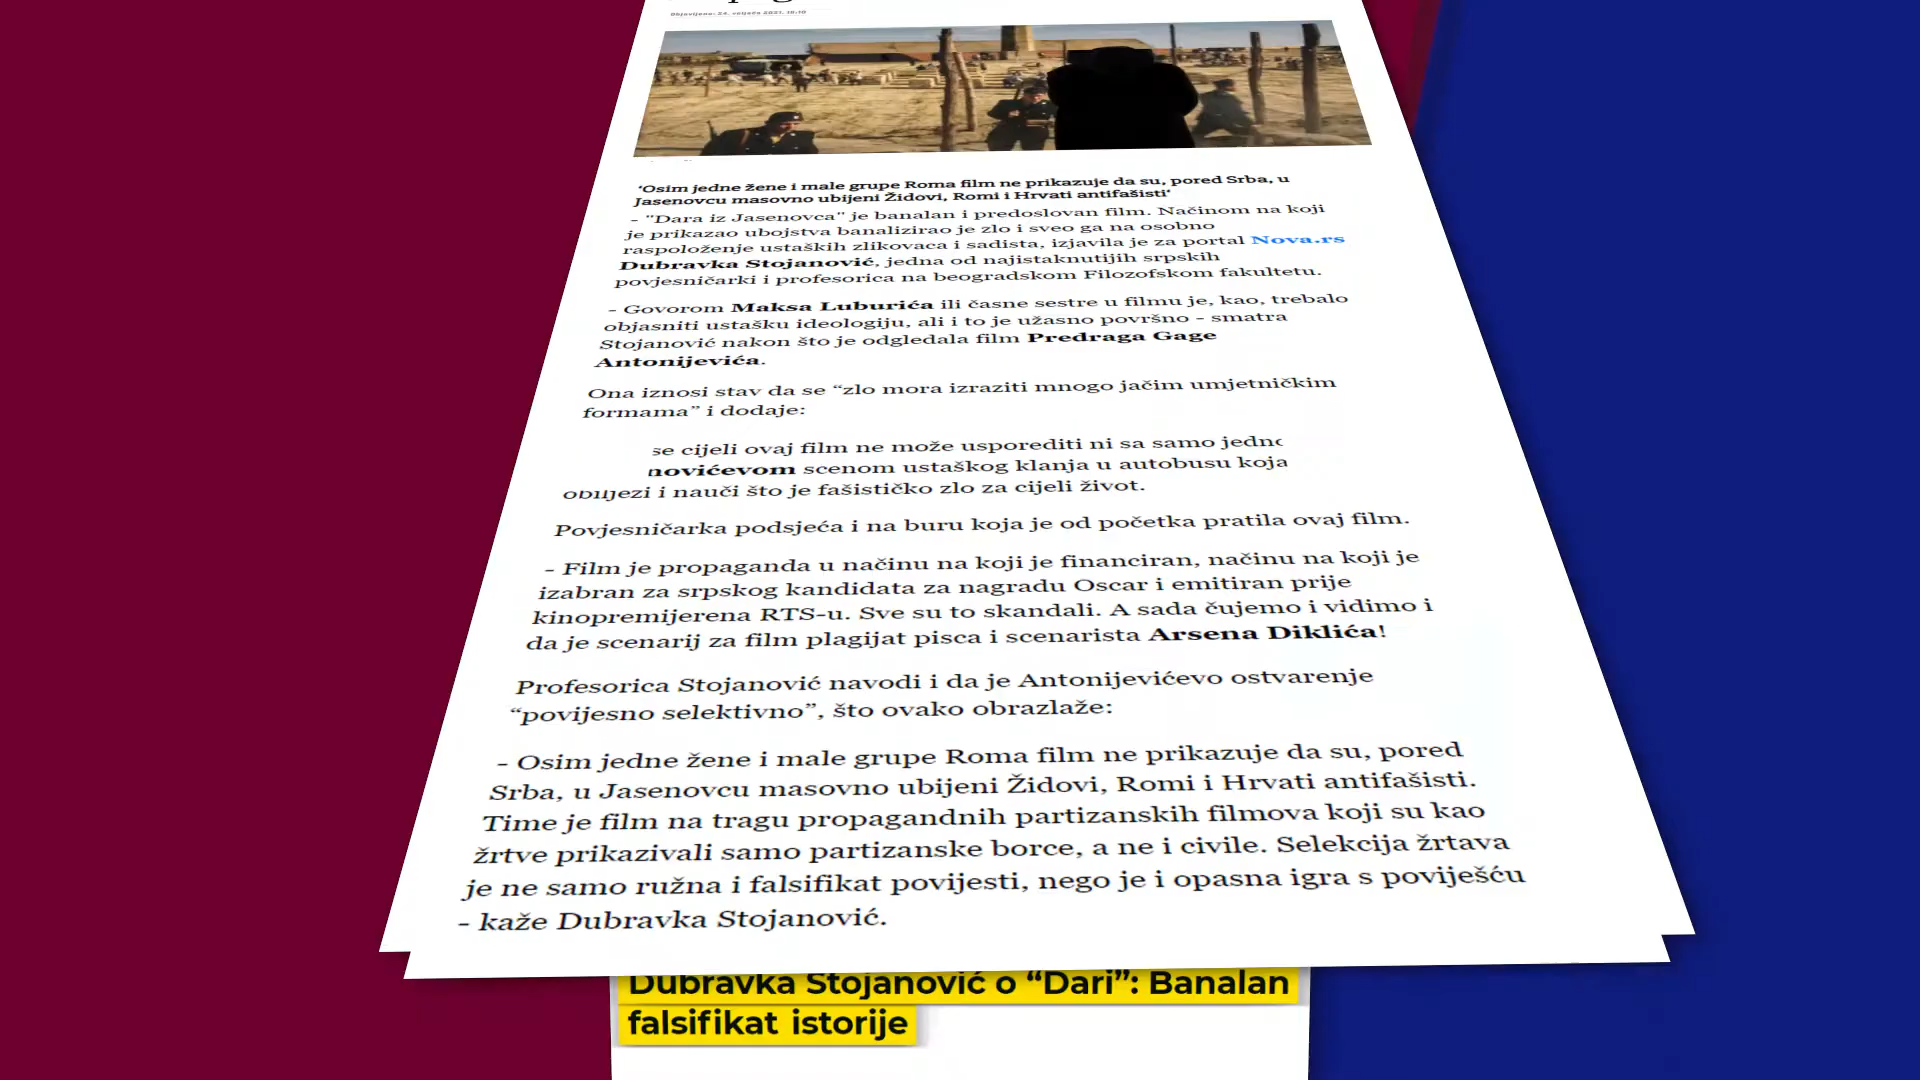 Objavljeno: 24. veljača 2021. 16:10
'Osim jedne žene i male grupe Roma film ne prikazuje da su, pored Srba, u
Jasenovcu masovno ubijeni Židovi, Romi i Hrvati antifašisti'
- "Dara iz Jasenovca" je banalan i predoslovan film. Načinom na koji
je prikazao ubojstva banalizirao je zlo i sveo ga na osobno
raspoloženje ustaških zlikovaca i sadista, izjavila je za portal Nova.rs
Dubravka Stojanović, jedna od najistaknutijih srpskih
povjesničarki i profesorica na beogradskom Filozofskom fakultetu.
- Govorom Maksa Luburića ili časne sestre u filmu je, kao, trebalo
objasniti ustašku ideologiju, ali i to je užasno površno - smatra
Stojanović nakon što je odgledala film Predraga Gage
Antonijevića.
Ona iznosi stav da se “zlo mora izraziti mnogo jačim umjetničkim
formama” i dodaje:
se cijeli ovaj film ne može usporediti ni sa samo jedno
novićevom scenom ustaškog klanja u autobusu koja
obilježi i nauči što je fašističko zlo za cijeli život.
Povjesničarka podsjeća i na buru koja je od početka pratila ovaj film.
- Film je propaganda u načinu na koji je financiran, načinu na koji je
izabran za srpskog kandidata za nagradu Oscar i emitiran prije
kinopremijerena RTS-u. Sve su to skandali. A sada čujemo i vidimo i
da je scenarij za film plagijat pisca i scenarista Arsena Diklića!
Profesorica Stojanović navodi i da je Antonijevićevo ostvarenje
“povijesno selektivno”, što ovako obrazlaže:
- Osim jedne žene i male grupe Roma film ne prikazuje da su, pored
Srba, u Jasenovcu masovno ubijeni Židovi, Romi i Hrvati antifašisti.
Time je film na tragu propagandnih partizanskih filmova koji su kao
žrtve prikazivali samo partizanske borce, a ne i civile. Selekcija žrtava
je ne samo ružna i falsifikat povijesti, nego je i opasna igra s poviješću
- kaže Dubravka Stojanović.
Dubravka Stojanović o “Dari”: Banalan
falsifikat istorije